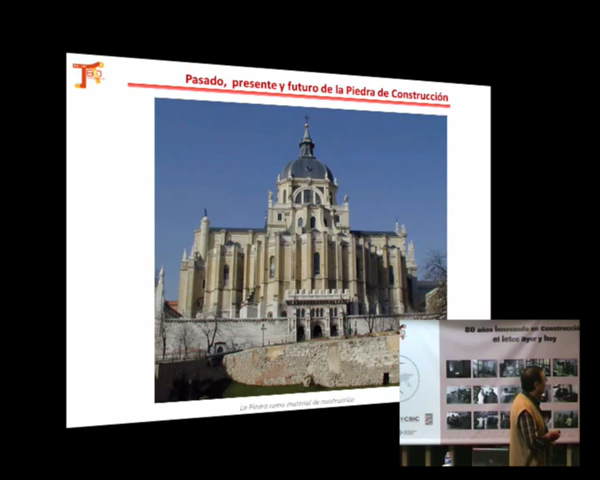 Pasado, presente y futuro de la Piedra de Construcción
La Piedra como material de construcción
80 años innovando en Construcción
el Ietcc Ayer y hoy
CSIC